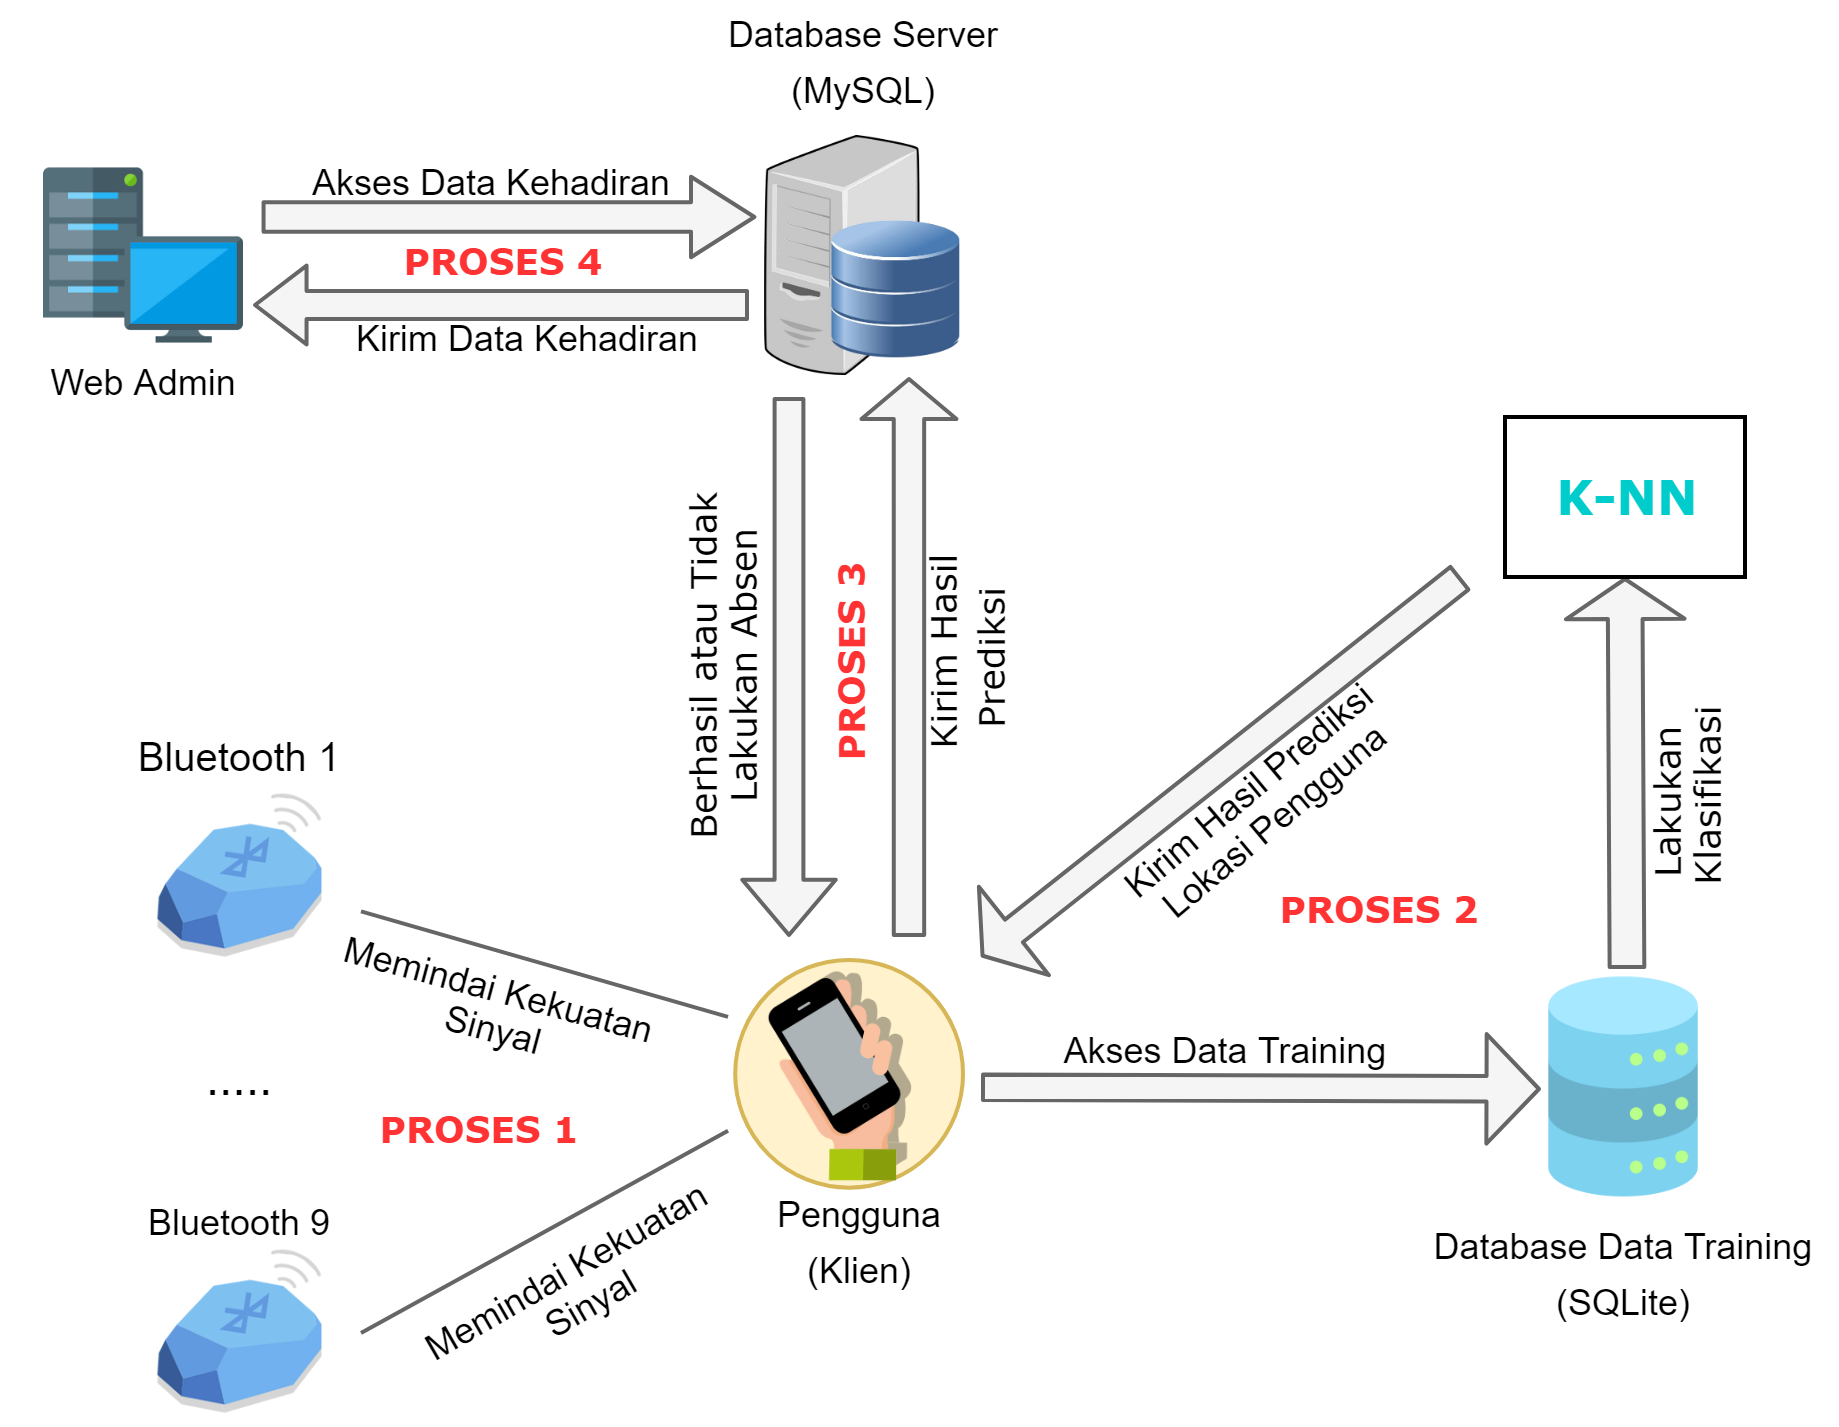 Database Server
(MySQL)
Akses Data Kehadiran
PROSES 4
Kirim Data Kehadiran
Web Admin
K-NN
Berhasil atau Tidak
Lakukan Absen
PROSES 3
Kirim Hasil
Prediksi
Kirim Hasil Prediksi
Lokasi Pengguna
Lakukan
Klasifikasi
PROSES 2
Bluetooth 1
Memindai Kekuatan
Sinyal
.....
PROSES 1
Akses Data Training
Bluetooth 9
Memindai Kekuatan
Sinyal
Pengguna
(Klien)
Database Data Training
(SQLite)